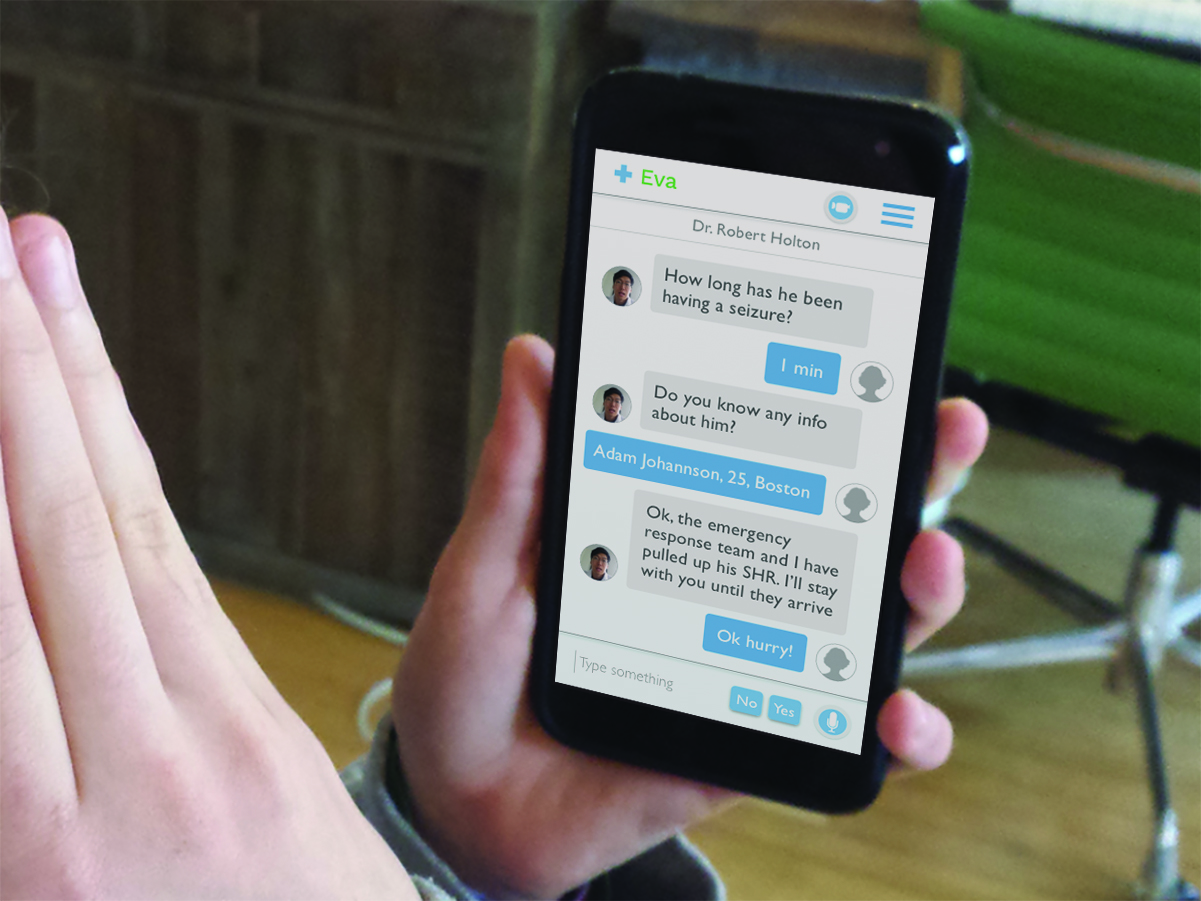 Eva
Dr. Robert Holton
How long has he been
having a seizure?
1 min
Do you know any info
about him?
Adam Johannson, 25, Boston
Ok, the emergency
response team and I have
pulled up his SHR. I'll stay
with you until they arrive
Ok hurry!
Type something
No
Yes